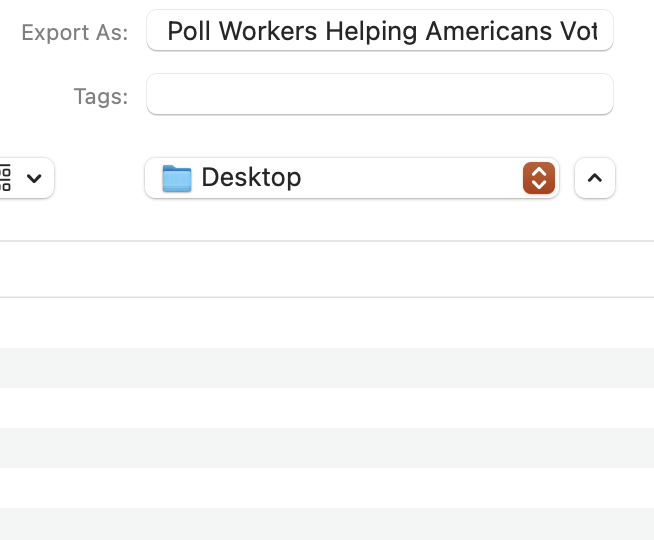 Export As: Poll Workers Helping Americans Vot
Tags:
Desktop